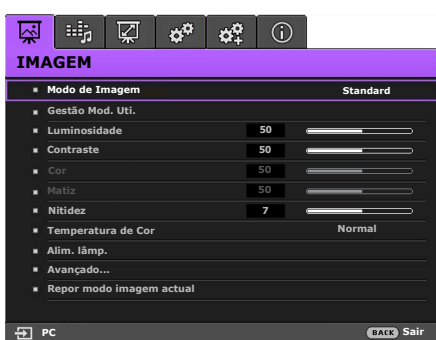 IMAGEM
Modo de Imagem Standard
Gestão Mod. Uti.
Luminosidade 50
Contraste 50
Cor 50
Matiz 50
Nitidez 7
Temperatura de Cor Normal
Alim. lâmp.
Avançado...
Repor modo imagem actual
PC BACK Sair